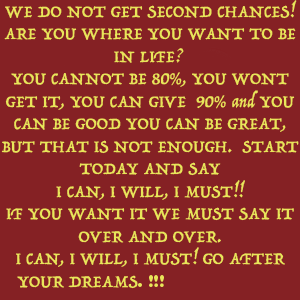 WE DO NOT GET SECOND CHANCES!
ARE YOU WHERE YOU WANT TO BE
IN LIFE?
YOU CANNOT BE 80%, YOU WONT
GET IT, YOU CAN GIVE 90% and YOU
CAN BE GOOD YOU CAN BE GREAT,
BUT THAT IS NOT ENOUGH. START
TODAY AND SAY
I CAN, I WILL, I MUST!!
IF YOU WANT IT WE MUST SAY IT
OVER AND OVER.
I CAN, I WILL, I MUST! GO AFTER
YOUR DREAMS. !!!